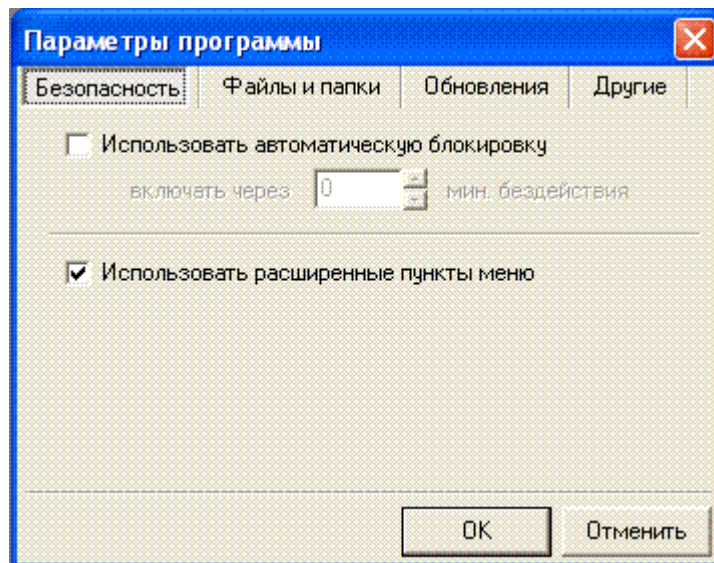 Параметры программы
Безопасность Файлы и папки Обновления Другие
Использовать автоматическую блокировку
включать через 0 мин. бездействия
Использовать расширенные пункты меню
OK Отменить